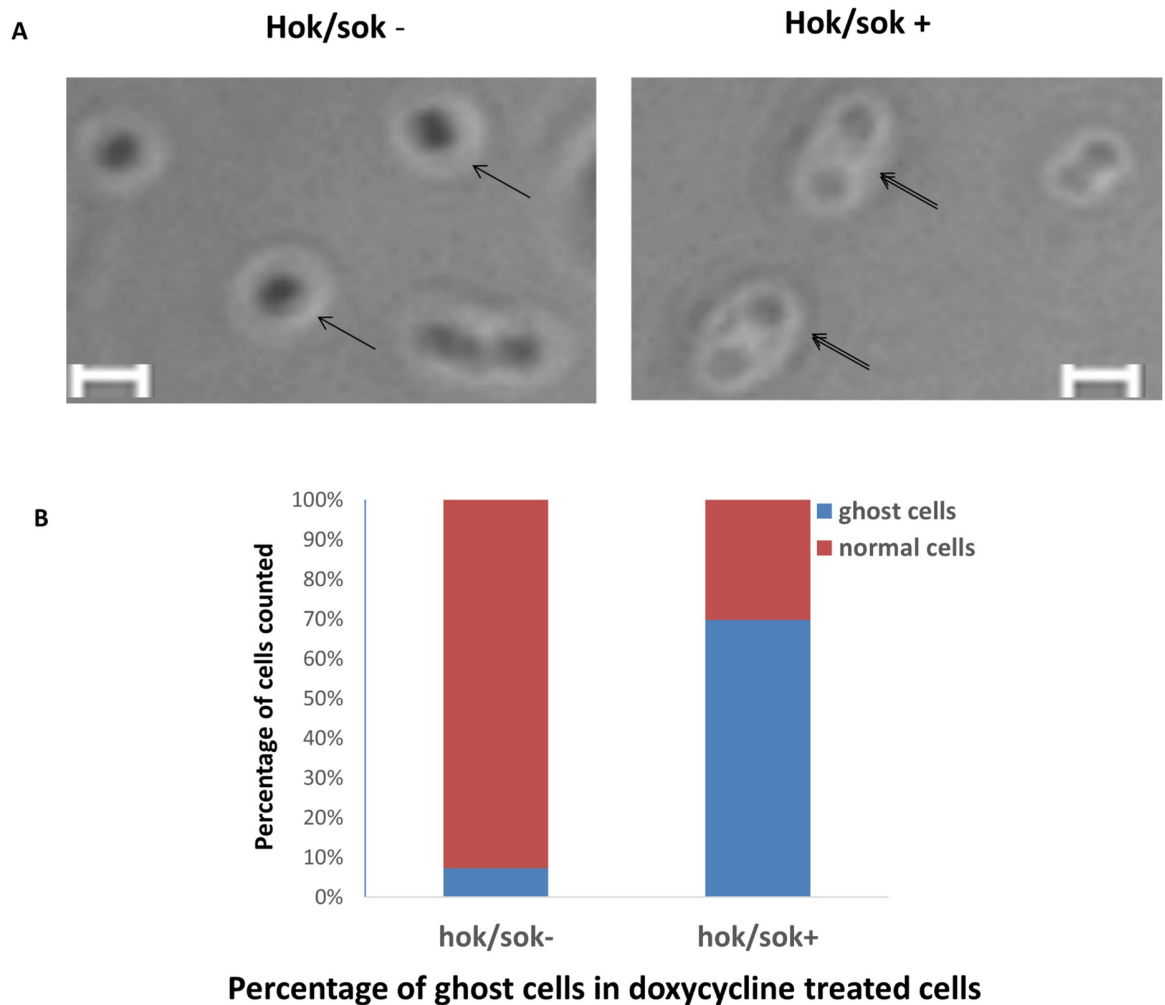 A
Hok/sok -
Hok/sok +
B
Percentage of cells counted
100%
90%
80%
70%
60%
50%
40%
30%
20%
10%
0%
ghost cells
normal cells
hok/sok-
hok/sok+
Percentage of ghost cells in doxycycline treated cells